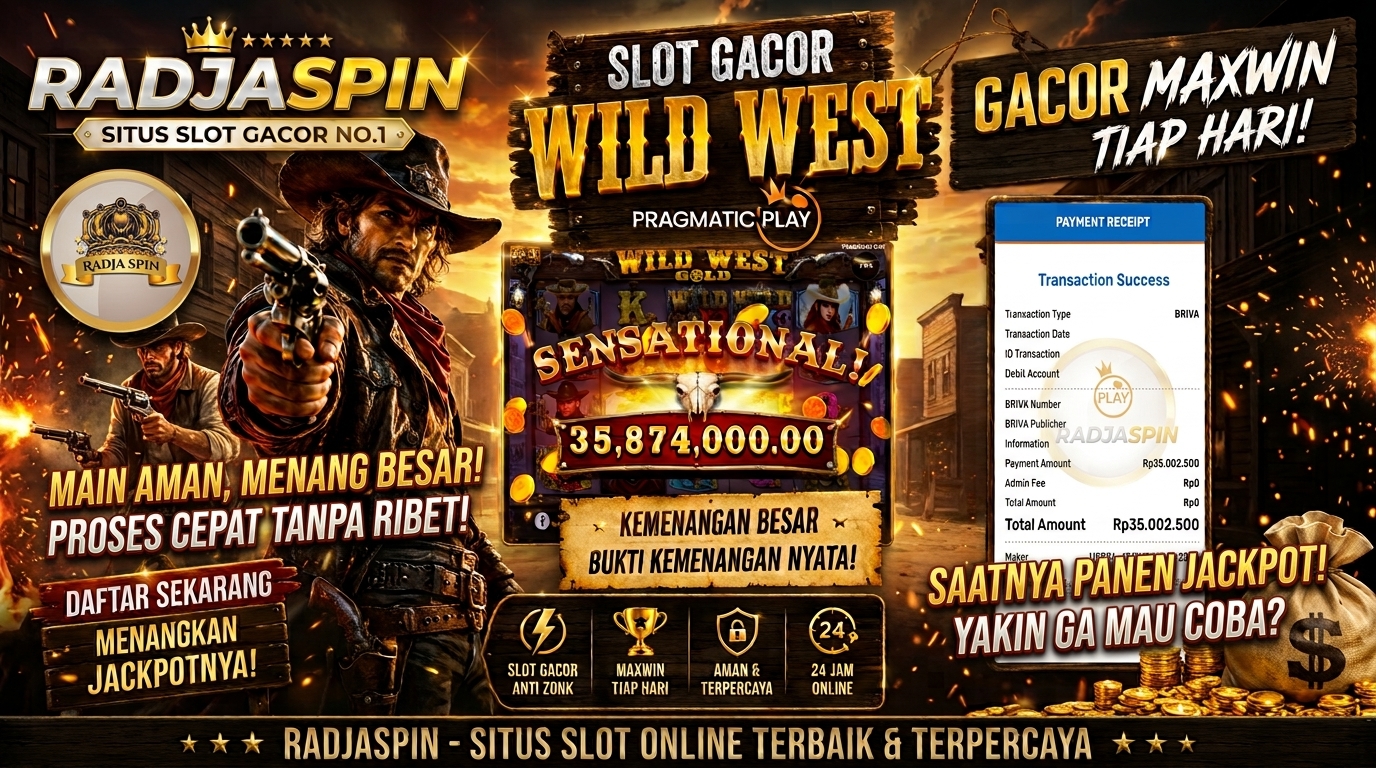 RADJASPIN
SITUS SLOT GACOR NO.1
RADJA SPIN
MAIN AMAN, MENANG BESAR!
PROSES CEPAT TANPA RIBET!
DAFTAR SEKARANG
MENANGKAN
JACKPOTNYA!
SLOT GACOR
WILD WEST
PRAGMATIC PLAY
WILD WEST
GOLD
SENSATIONAL!
35,874,000.00
KEMENANGAN BESAR
BUKTI KEMENANGAN NYATA!
SLOT GACOR
ANTI ZONK
MAXWIN
TIAP HARI
AMAN &
TERPERCAYA
24
24 JAM
ONLINE
GACOR MAXWIN
TIAP HARI!
PAYMENT RECEIPT
Transaction Success
Tranxaction Type BRIVA
Tiranaction Date
IO Transaction
Debil Account
BRIVK Number
BRIVA Publicher
Information
PLAY
RADJASPIN
Payment Amount Rp35.002.500
Admin Fee Rp0
Total Amount Rp0
Total Amount Rp35.002.500
Maker
SAATNYA PANEN JACKPOT!
YAKIN GA MAU COBA?
$
RADJASPIN - SITUS SLOT ONLINE TERBAIK & TERPERCAYA